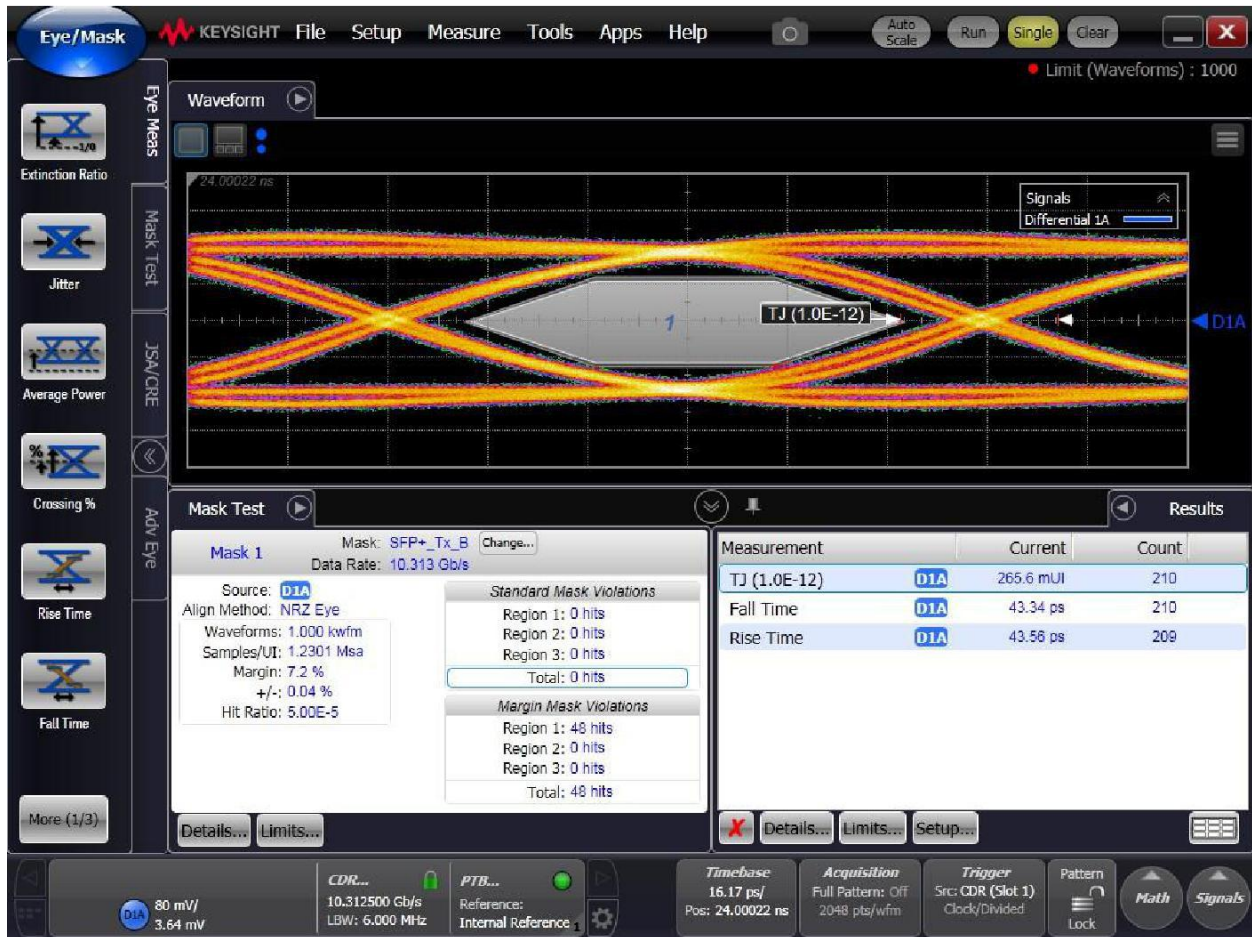 Eye/Mask
KEYSIGHT File Setup Measure Tools Apps Help
Auto Scale
Run
Single
Clear
Limit (Waveforms) : 1000
Eye Meas
Mask Test
JSA/CRE
Adv Eye
Extinction Ratio
Jitter
Average Power
Crossing %
Rise Time
Fall Time
More (1/3)
Waveform
24.00022 ns
Signals
Differential 1A
1
TJ (1.0E-12)
D1A
Mask Test
Mask 1
Mask: SFP+_Tx_B Change...
Data Rate: 10.313 Gb/s
Source: D1A
Align Method: NRZ Eye
Waveforms: 1.000 kwfm
Samples/UI: 1.2301 Msa
Margin: 7.2 %
+/-: 0.04 %
Hit Ratio: 5.00E-5
Standard Mask Violations
Region 1: 0 hits
Region 2: 0 hits
Region 3: 0 hits
Total: 0 hits
Margin Mask Violations
Region 1: 48 hits
Region 2: 0 hits
Region 3: 0 hits
Total: 48 hits
Details... Limits...
Results
Measurement Current Count
TJ (1.0E-12) D1A 265.6 mUI 210
Fall Time D1A 43.34 ps 210
Rise Time D1A 43.56 ps 209
Details... Limits... Setup...
D1A 80 mV/
3.64 mV
CDR...
10.312500 Gb/s
LBW: 6.000 MHz
PTB...
Reference:
Internal Reference 1
Timebase
16.17 ps/
Pos: 24.00022 ns
Acquisition
Full Pattern: Off
2048 pts/wfm
Trigger
Src: CDR (Slot 1)
Clock/Divided
Pattern
Lock
Math
Signals